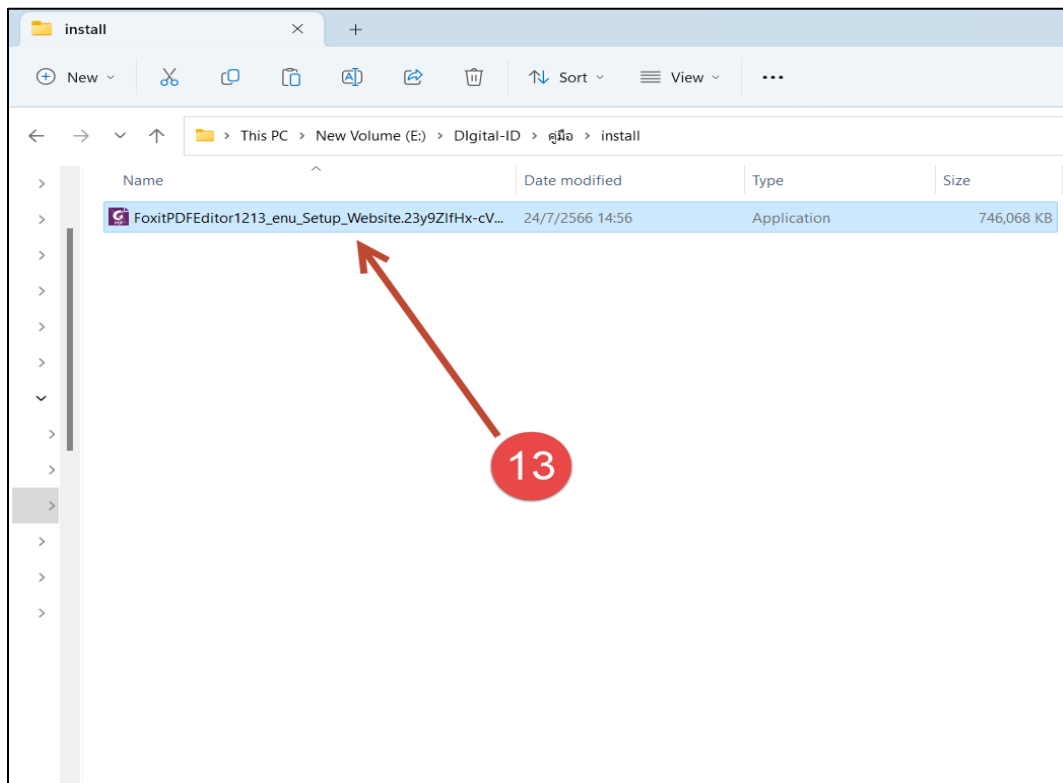 install
New Sort View
This PC > New Volume (E:) > DIgital-ID > คู่มือ > install
Name Date modified Type Size
FoxitPDFEditor1213_enu_Setup_Website.23y9ZIfHx-cV... 24/7/2566 14:56 Application 746,068 KB
13